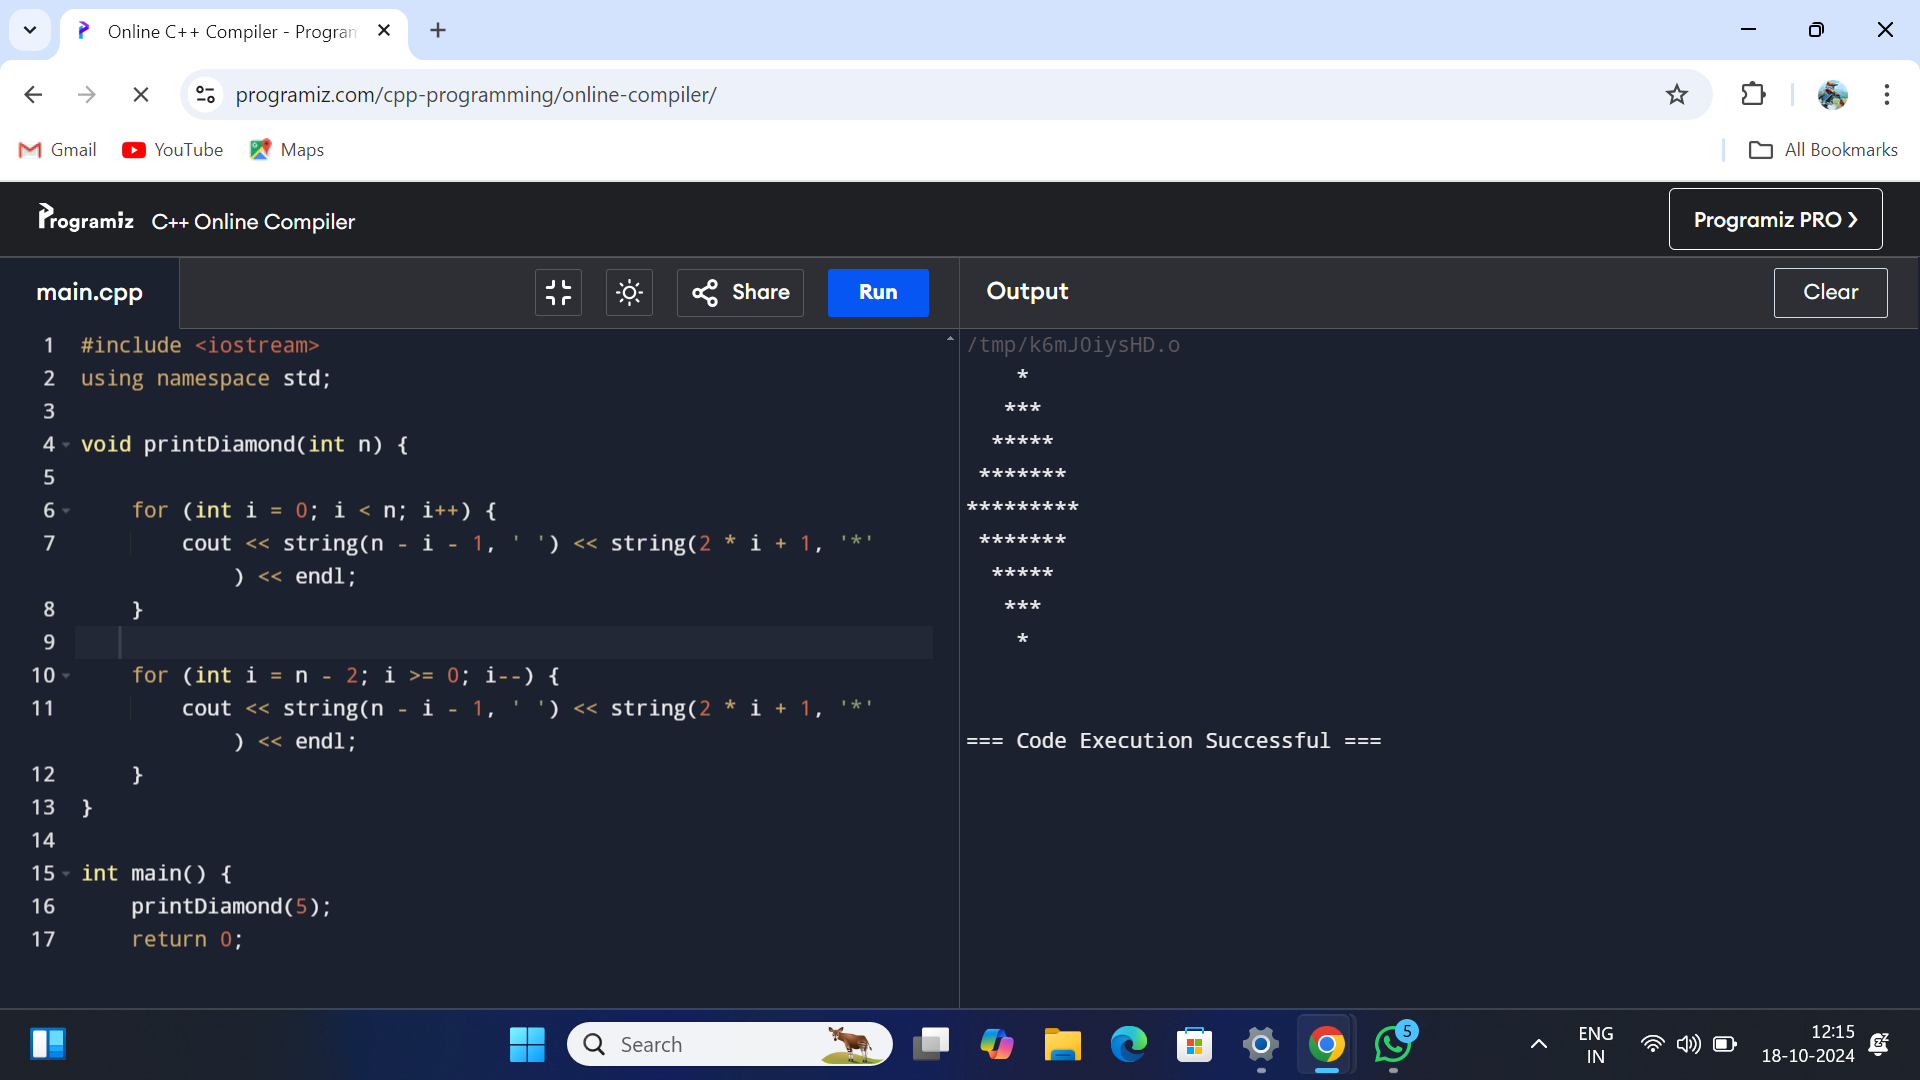 Online C++ Compiler - Program
programiz.com/cpp-programming/online-compiler/
Gmail YouTube Maps All Bookmarks
Programiz C++ Online Compiler Programiz PRO
main.cpp Share Run Output Clear
1 #include <iostream>
2 using namespace std;
3
4 void printDiamond(int n) {
5
6     for (int i = 0; i < n; i++) {
7         cout << string(n - i - 1, ' ') << string(2 * i + 1, '*'
            ) << endl;
8     }
9
10     for (int i = n - 2; i >= 0; i--) {
11         cout << string(n - i - 1, ' ') << string(2 * i + 1, '*'
            ) << endl;
12     }
13 }
14
15 int main() {
16     printDiamond(5);
17     return 0;
/tmp/k6mJOiysHD.o
    *
   ***
  *****
 *******
*********
 *******
  *****
   ***
    *
=== Code Execution Successful ===
Search
5
ENG
IN
12:15
18-10-2024